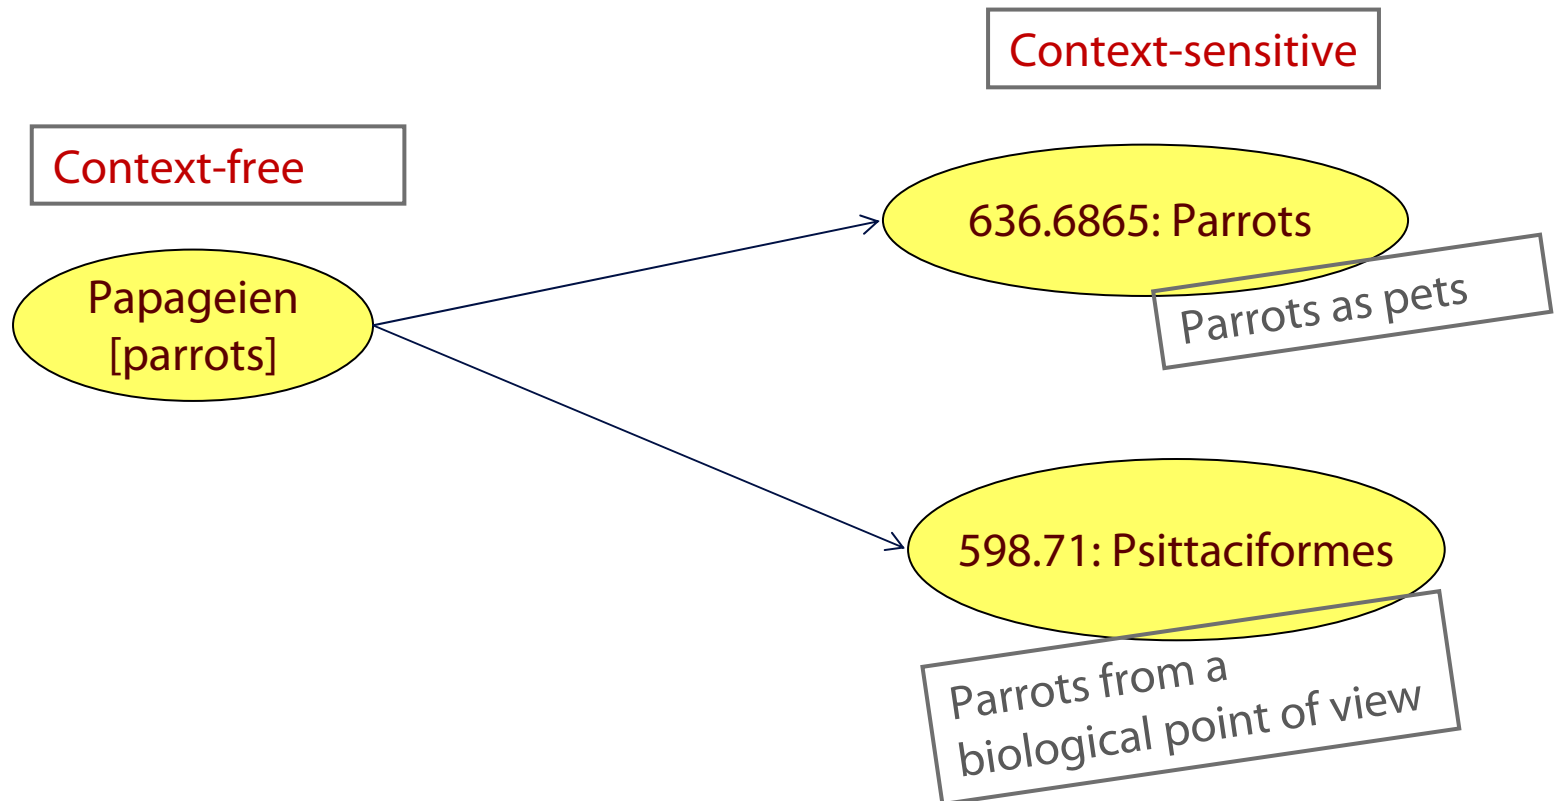 Context-sensitive
Context-free
636.6865: Parrots
Papageien
[parrots]
Parrots as pets
598.71: Psittaciformes
Parrots from a
biological point of view